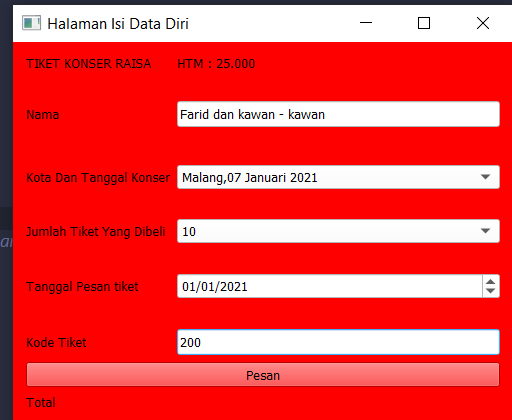 Halaman Isi Data Diri
TIKET KONSER RAISA HTM : 25.000
Nama Farid dan kawan - kawan
Kota Dan Tanggal Konser Malang,07 Januari 2021
Jumlah Tiket Yang Dibeli 10
Tanggal Pesan tiket 01/01/2021
Kode Tiket 200
Pesan
Total